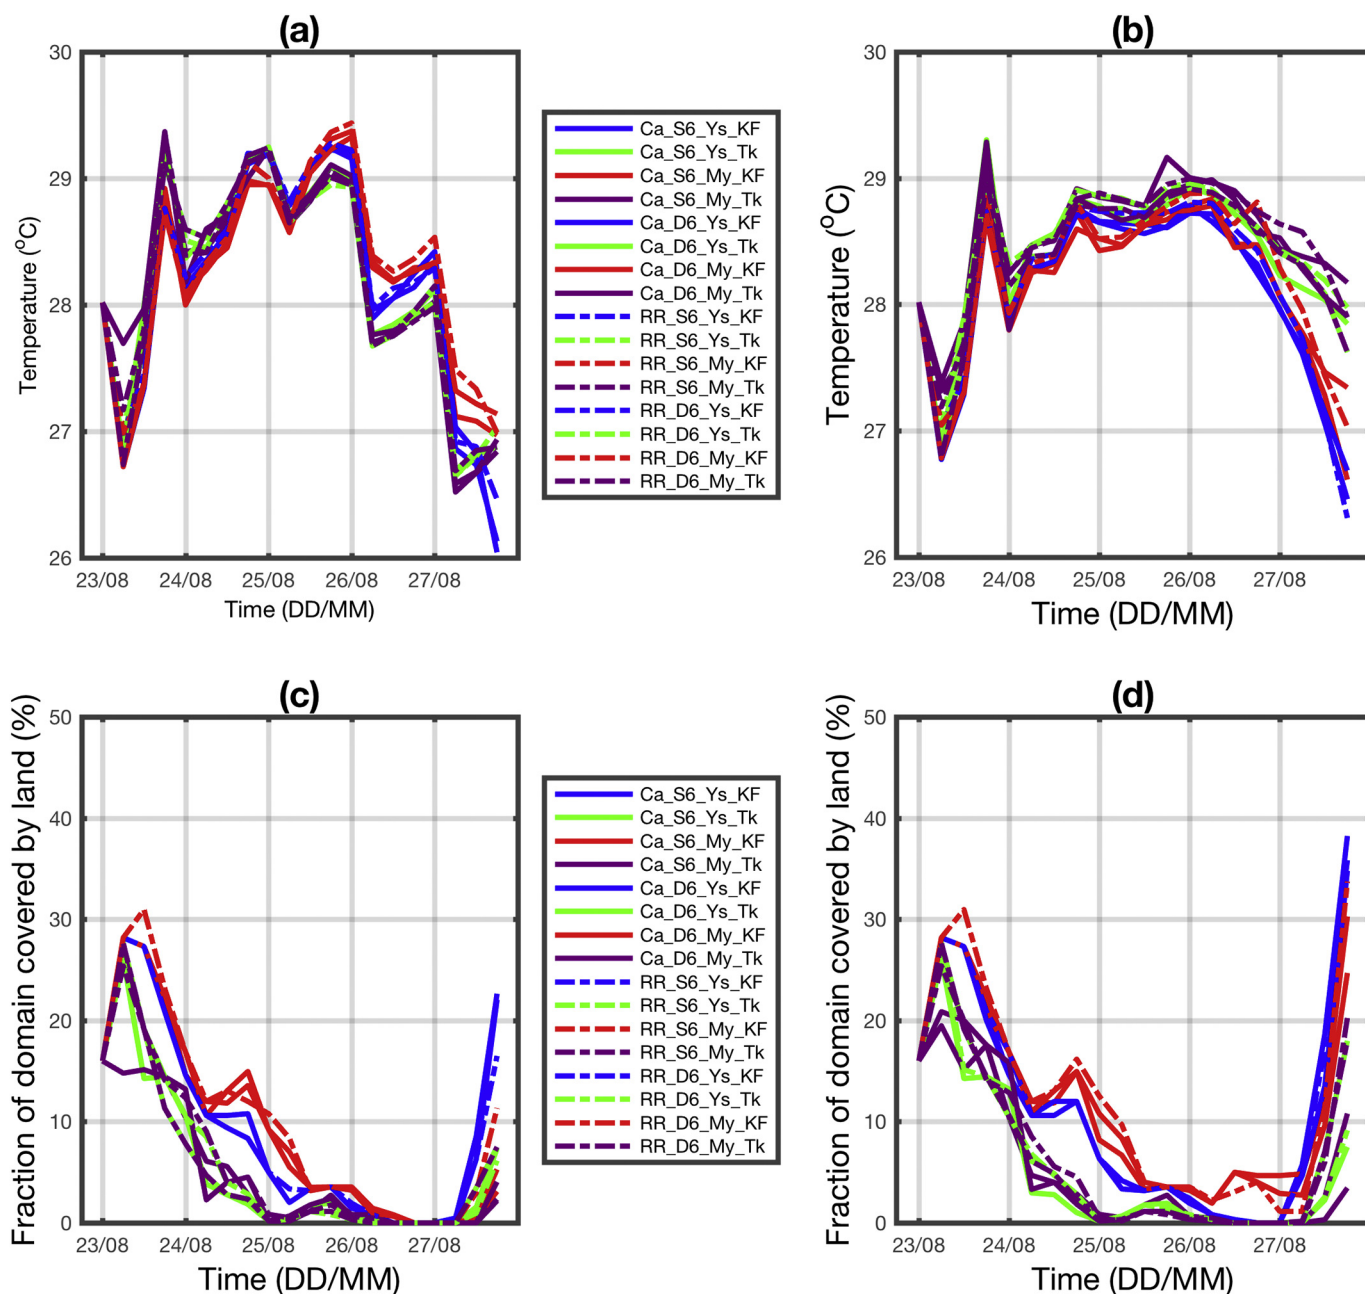 (a)
30
29
28
27
26
Temperature (°C)
23/08
24/08
25/08
26/08
27/08
Time (DD/MM)
Ca_S6_Ys_KF
Ca_S6_Ys_Tk
Ca_S6_My_KF
Ca_S6_My_Tk
Ca_D6_Ys_KF
Ca_D6_Ys_Tk
Ca_D6_My_KF
Ca_D6_My_Tk
RR_S6_Ys_KF
RR_S6_Ys_Tk
RR_S6_My_KF
RR_S6_My_Tk
RR_D6_Ys_KF
RR_D6_Ys_Tk
RR_D6_My_KF
RR_D6_My_Tk
(b)
30
29
28
27
26
Temperature (°C)
23/08
24/08
25/08
26/08
27/08
Time (DD/MM)
(c)
50
40
30
20
10
0
Fraction of domain covered by land (%)
23/08
24/08
25/08
26/08
27/08
Time (DD/MM)
Ca_S6_Ys_KF
Ca_S6_Ys_Tk
Ca_S6_My_KF
Ca_S6_My_Tk
Ca_D6_Ys_KF
Ca_D6_Ys_Tk
Ca_D6_My_KF
Ca_D6_My_Tk
RR_S6_Ys_KF
RR_S6_Ys_Tk
RR_S6_My_KF
RR_S6_My_Tk
RR_D6_Ys_KF
RR_D6_Ys_Tk
RR_D6_My_KF
RR_D6_My_Tk
(d)
50
40
30
20
10
0
Fraction of domain covered by land (%)
23/08
24/08
25/08
26/08
27/08
Time (DD/MM)